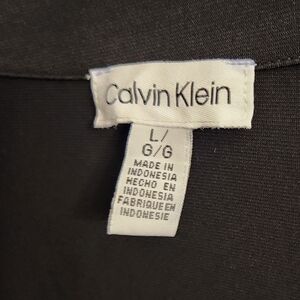 Calvin Klein
L/
G/G
MADE IN
INDONESIA
HECHO EN
INDONESIA
FABRIQUE EN
INDONESIE